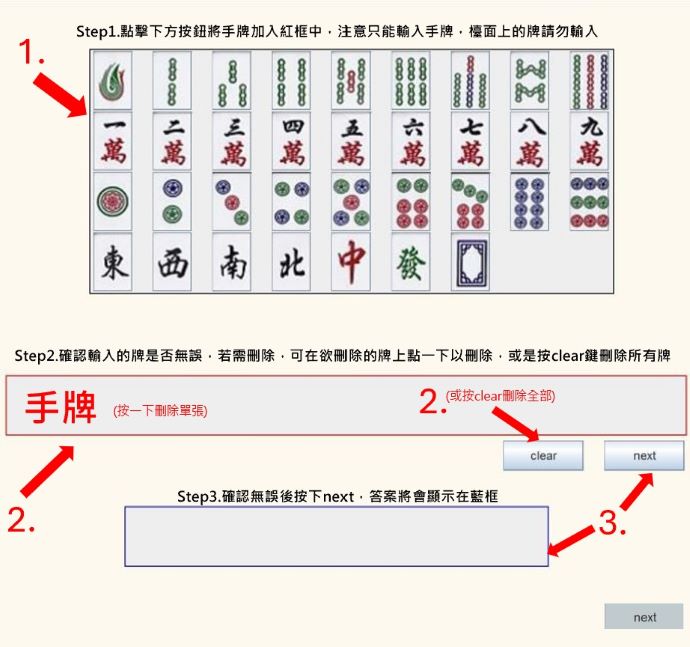 Step1.點擊下方按鈕將手牌加入紅框中，注意只能輸入手牌，檯面上的牌請勿輸入
1.
一萬 二萬 三萬 四萬 五萬 六萬 七萬 八萬 九萬
東 西 南 北 中 發
Step2.確認輸入的牌是否無誤，若需刪除，可在欲刪除的牌上點一下以刪除，或是按clear鍵刪除所有牌
手牌 (按一下刪除單張) 2. (或按clear刪除全部)
clear next
2.
Step3.確認無誤後按下next，答案將會顯示在藍框
3.
next